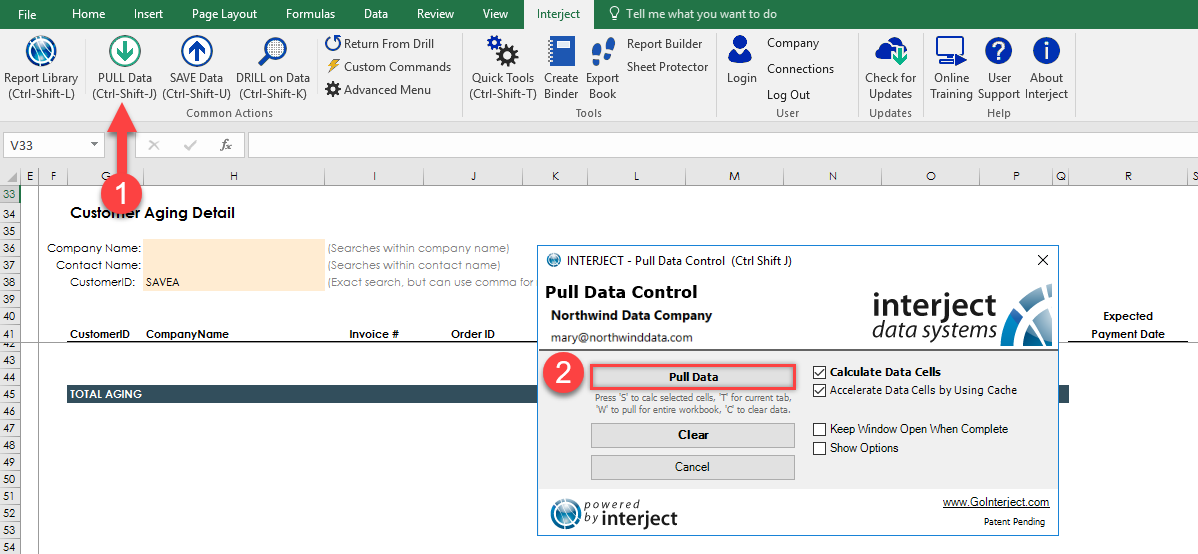 File Home Insert Page Layout Formulas Data Review View Interject Tell me what you want to do
Report Library
(Ctrl-Shift-L)
PULL Data
(Ctrl-Shift-J)
SAVE Data
(Ctrl-Shift-U)
DRILL on Data
(Ctrl-Shift-K)
Return From Drill
Custom Commands
Advanced Menu
Common Actions
Quick Tools
(Ctrl-Shift-T)
Create
Binder
Export
Book
Report Builder
Sheet Protector
Tools
Login
Company
Connections
Log Out
User
Check for
Updates
Updates
Online
Training
User
Support
About
Interject
Help
1
V33 fx
E F G H I J K L M N O P Q R S
33
34 Customer Aging Detail
35
36 Company Name: (Searches within company name)
37 Contact Name: (Searches within contact name)
38 CustomerID: SAVEA (Exact search, but can use comma for
39
40 Expected
41 CustomerID CompanyName Invoice # Order ID Payment Date
42
43
44
45 TOTAL AGING
46
47
48
49
50
51
52
53
54
INTERJECT - Pull Data Control (Ctrl Shift J)
Pull Data Control
Northwind Data Company
mary@northwinddata.com
interject
data systems
2
Pull Data
Press 'S' to calc selected cells, 'T' for current tab,
'W' to pull for entire workbook, 'C' to clear data.
Clear
Cancel
Calculate Data Cells
Accelerate Data Cells by Using Cache
Keep Window Open When Complete
Show Options
powered
by interject
www.GoInterject.com
Patent Pending